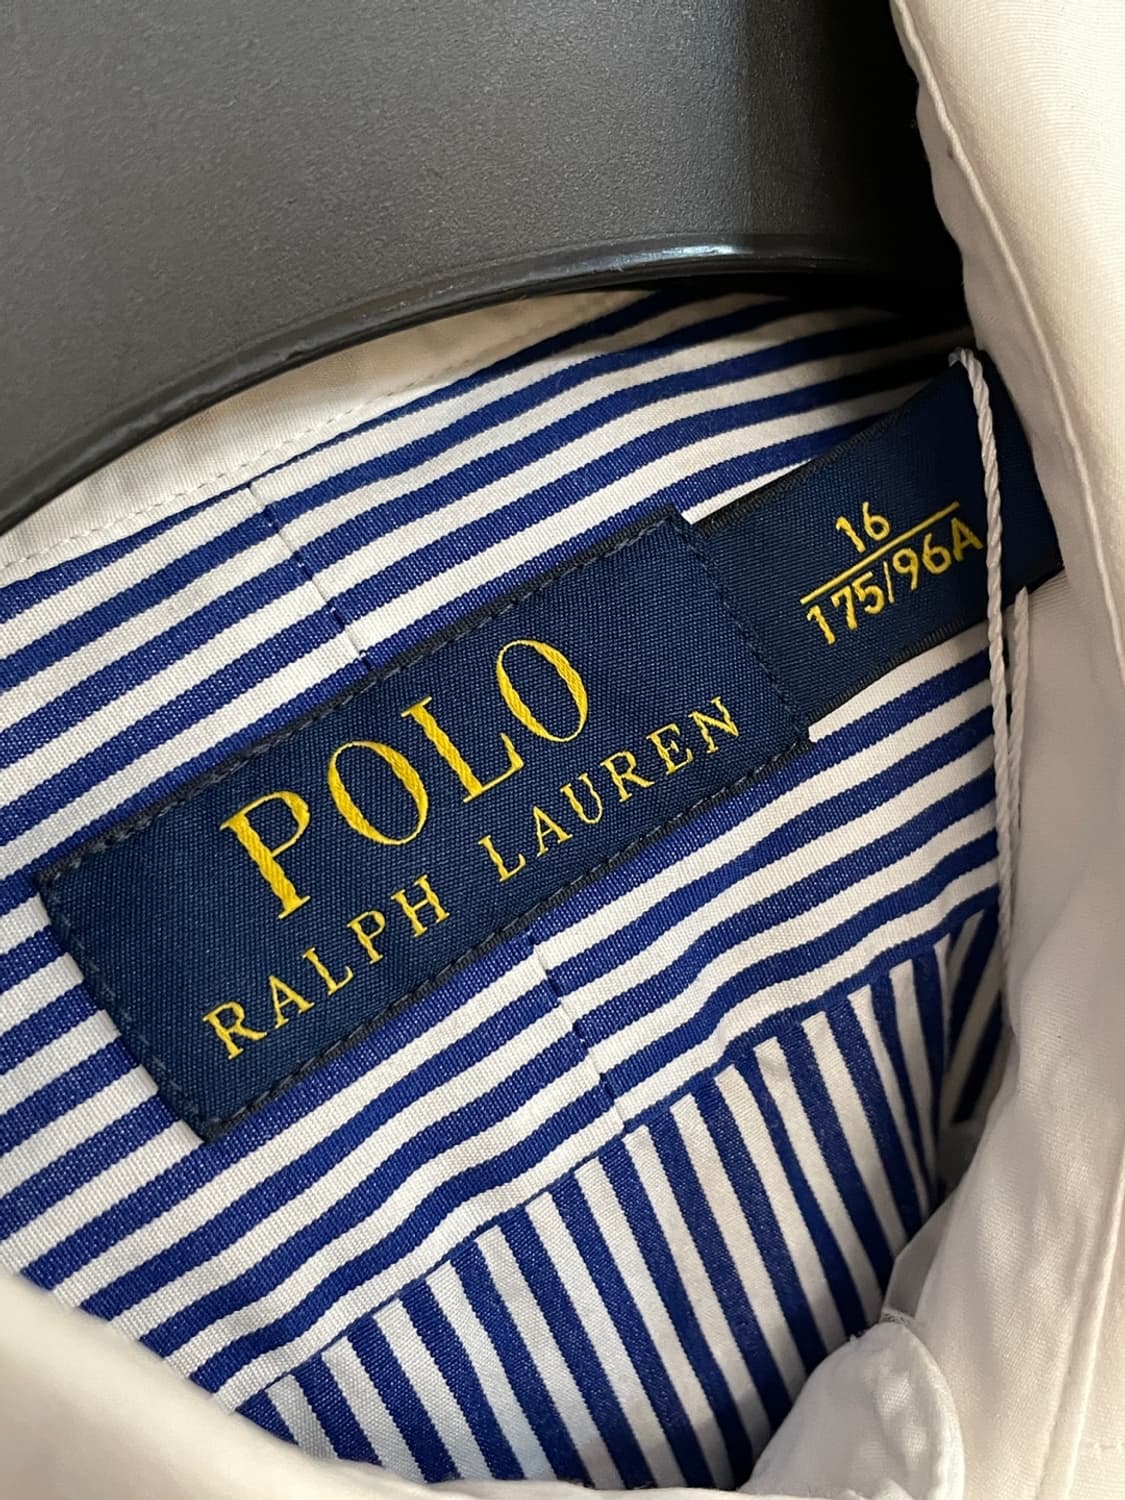 POLO
RALPH LAUREN
16
175/96A